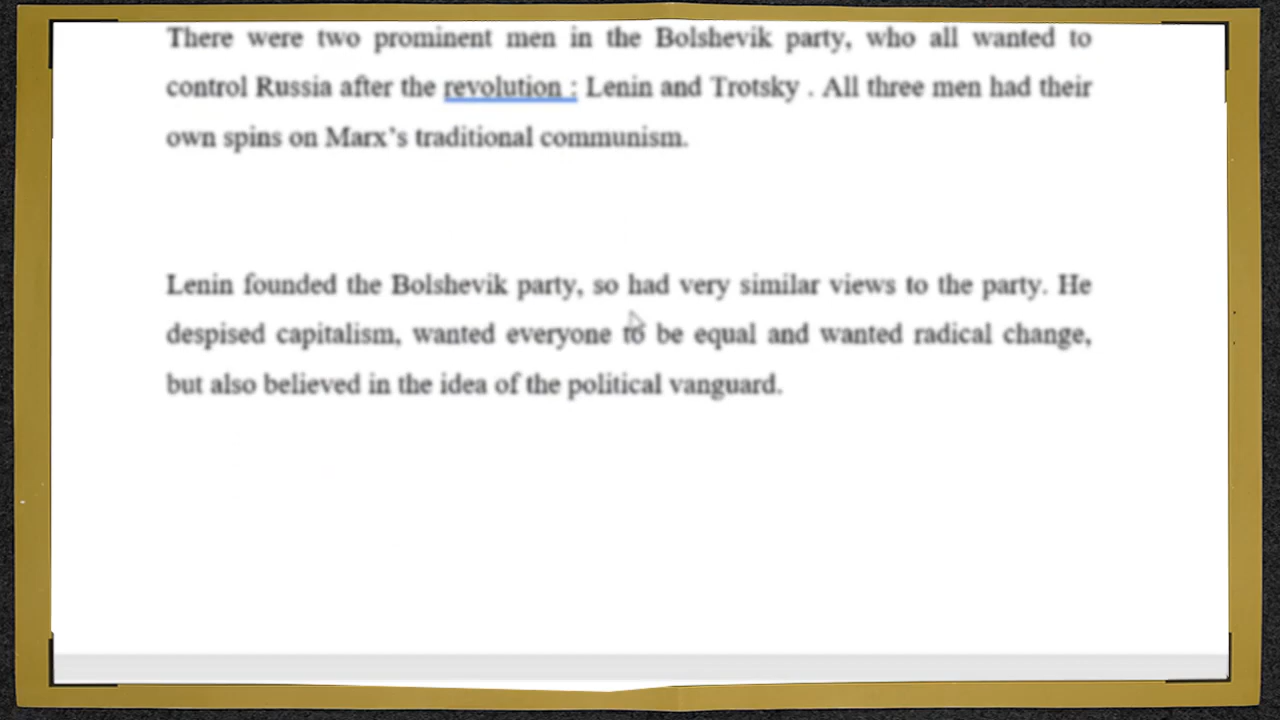 There were two prominent men in the Bolshevik party, who all wanted to
control Russia after the revolution : Lenin and Trotsky . All three men had their
own spins on Marx’s traditional communism.
Lenin founded the Bolshevik party, so had very similar views to the party. He
despised capitalism, wanted everyone to be equal and wanted radical change,
but also believed in the idea of the political vanguard.